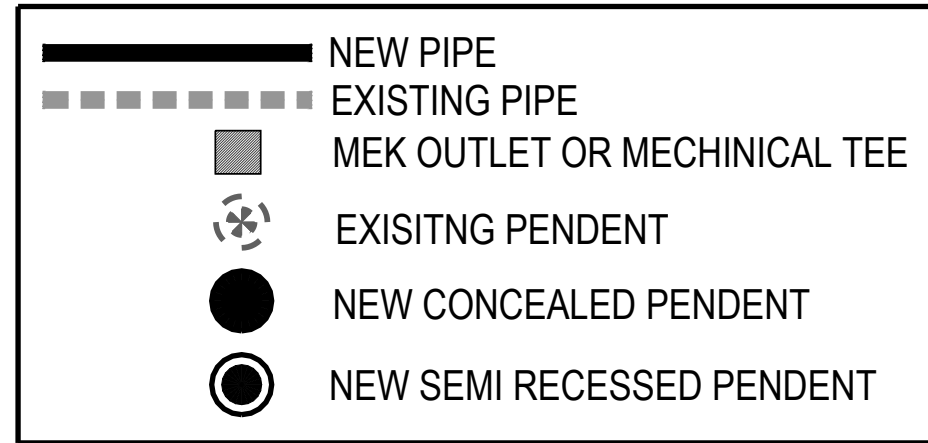 NEW PIPE
EXISTING PIPE
MEK OUTLET OR MECHINICAL TEE
EXISITNG PENDENT
NEW CONCEALED PENDENT
NEW SEMI RECESSED PENDENT